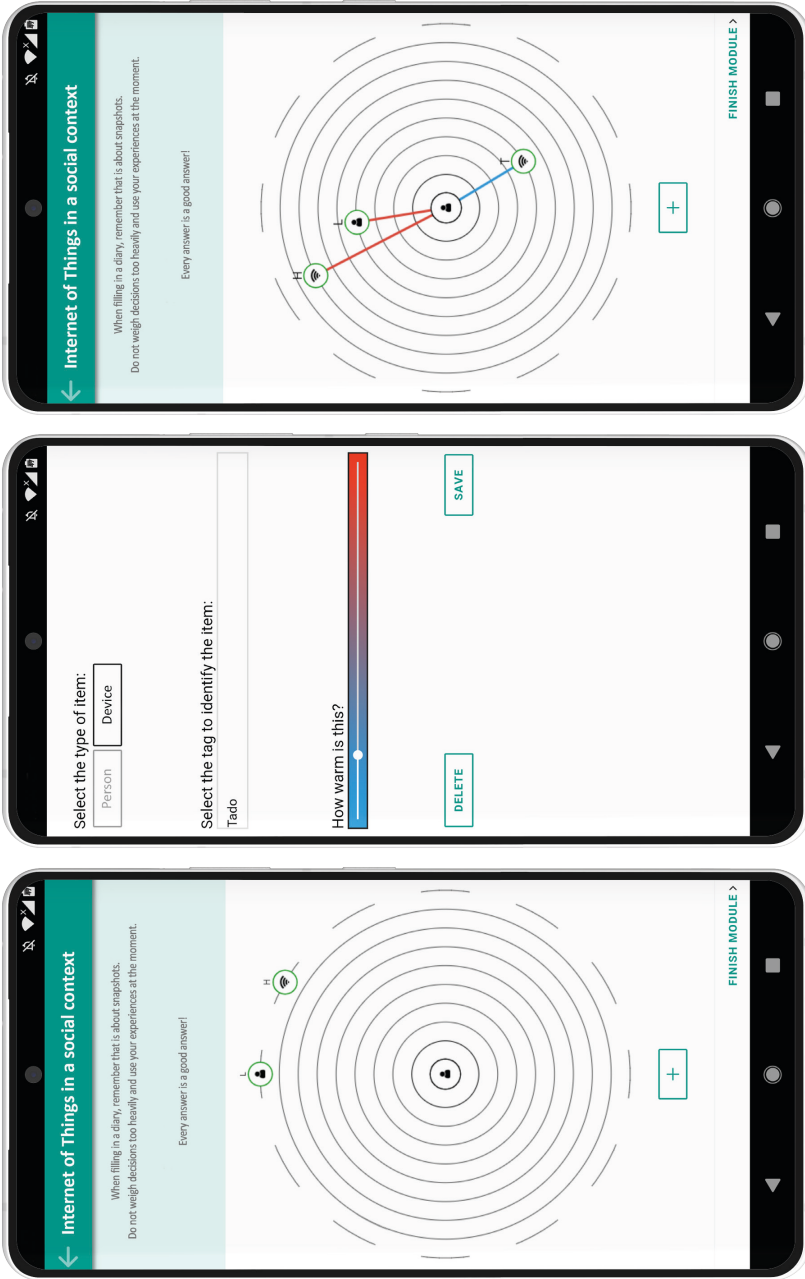 Internet of Things in a social context
When filling in a diary, remember that is about snapshots.
Do not weigh decisions too heavily and use your experiences at the moment.
Every answer is a good answer!
L
H
+
FINISH MODULE >
Select the type of item:
Person
Device
Select the tag to identify the item:
Tado
How warm is this?
DELETE
SAVE
Internet of Things in a social context
When filling in a diary, remember that is about snapshots.
Do not weigh decisions too heavily and use your experiences at the moment.
Every answer is a good answer!
H
L
T
+
FINISH MODULE >